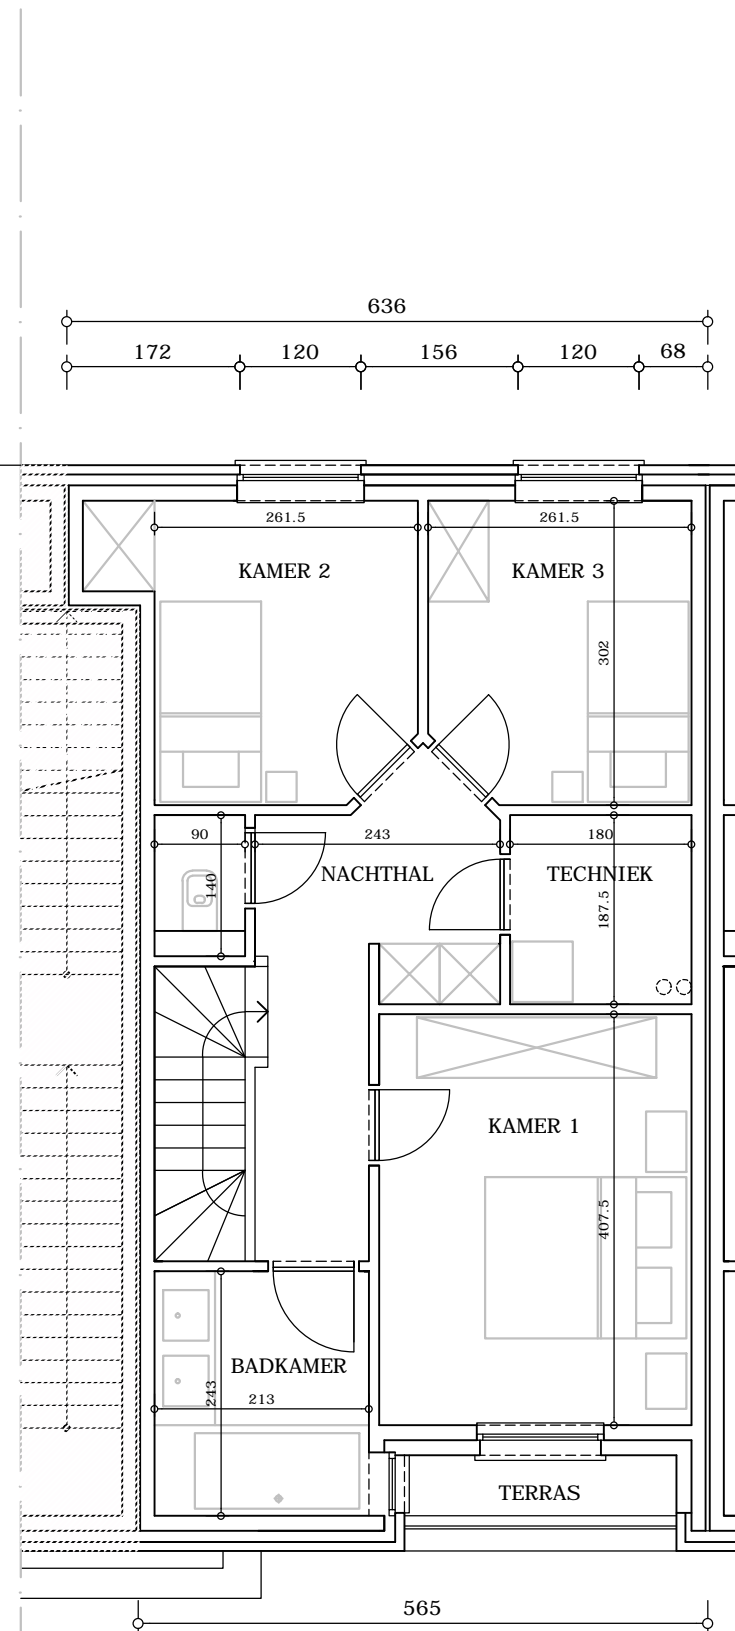 636
172 120 156 120 68
261.5 261.5
KAMER 2 KAMER 3
302
90 243 180
NACHTHAL TECHNIEK
140 187.5
KAMER 1
407.5
BADKAMER
243 213
TERRAS
565